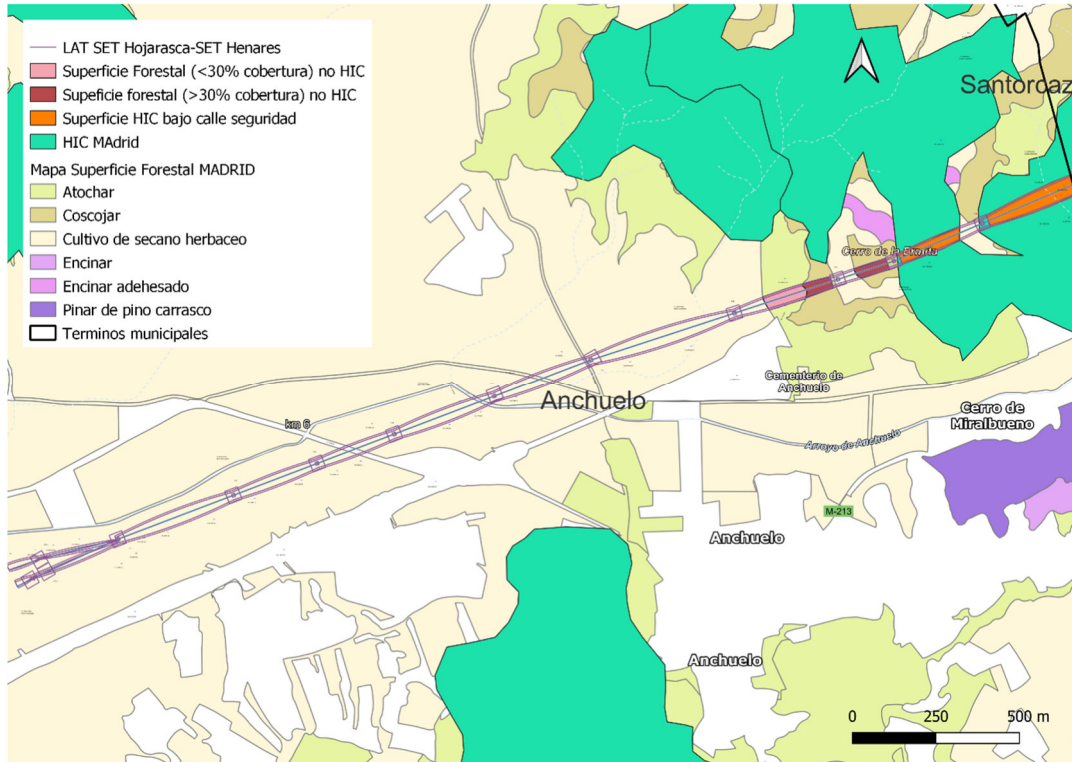 LAT SET Hojarasca-SET Henares
Superficie Forestal (<30% cobertura) no HIC
Supeficie forestal (>30% cobertura) no HIC
Superficie HIC bajo calle seguridad
HIC MAdrid
Mapa Superficie Forestal MADRID
Atochar
Coscojar
Cultivo de secano herbaceo
Encinar
Encinar adehesado
Pinar de pino carrasco
Terminos municipales
Santorcaz
Cerro de la
Cementerio de
Anchuelo
Anchuelo
Cerro de
Miralbueno
km 6
Arroyo de Anchuelo
M-213
Anchuelo
Anchuelo
0 250 500 m